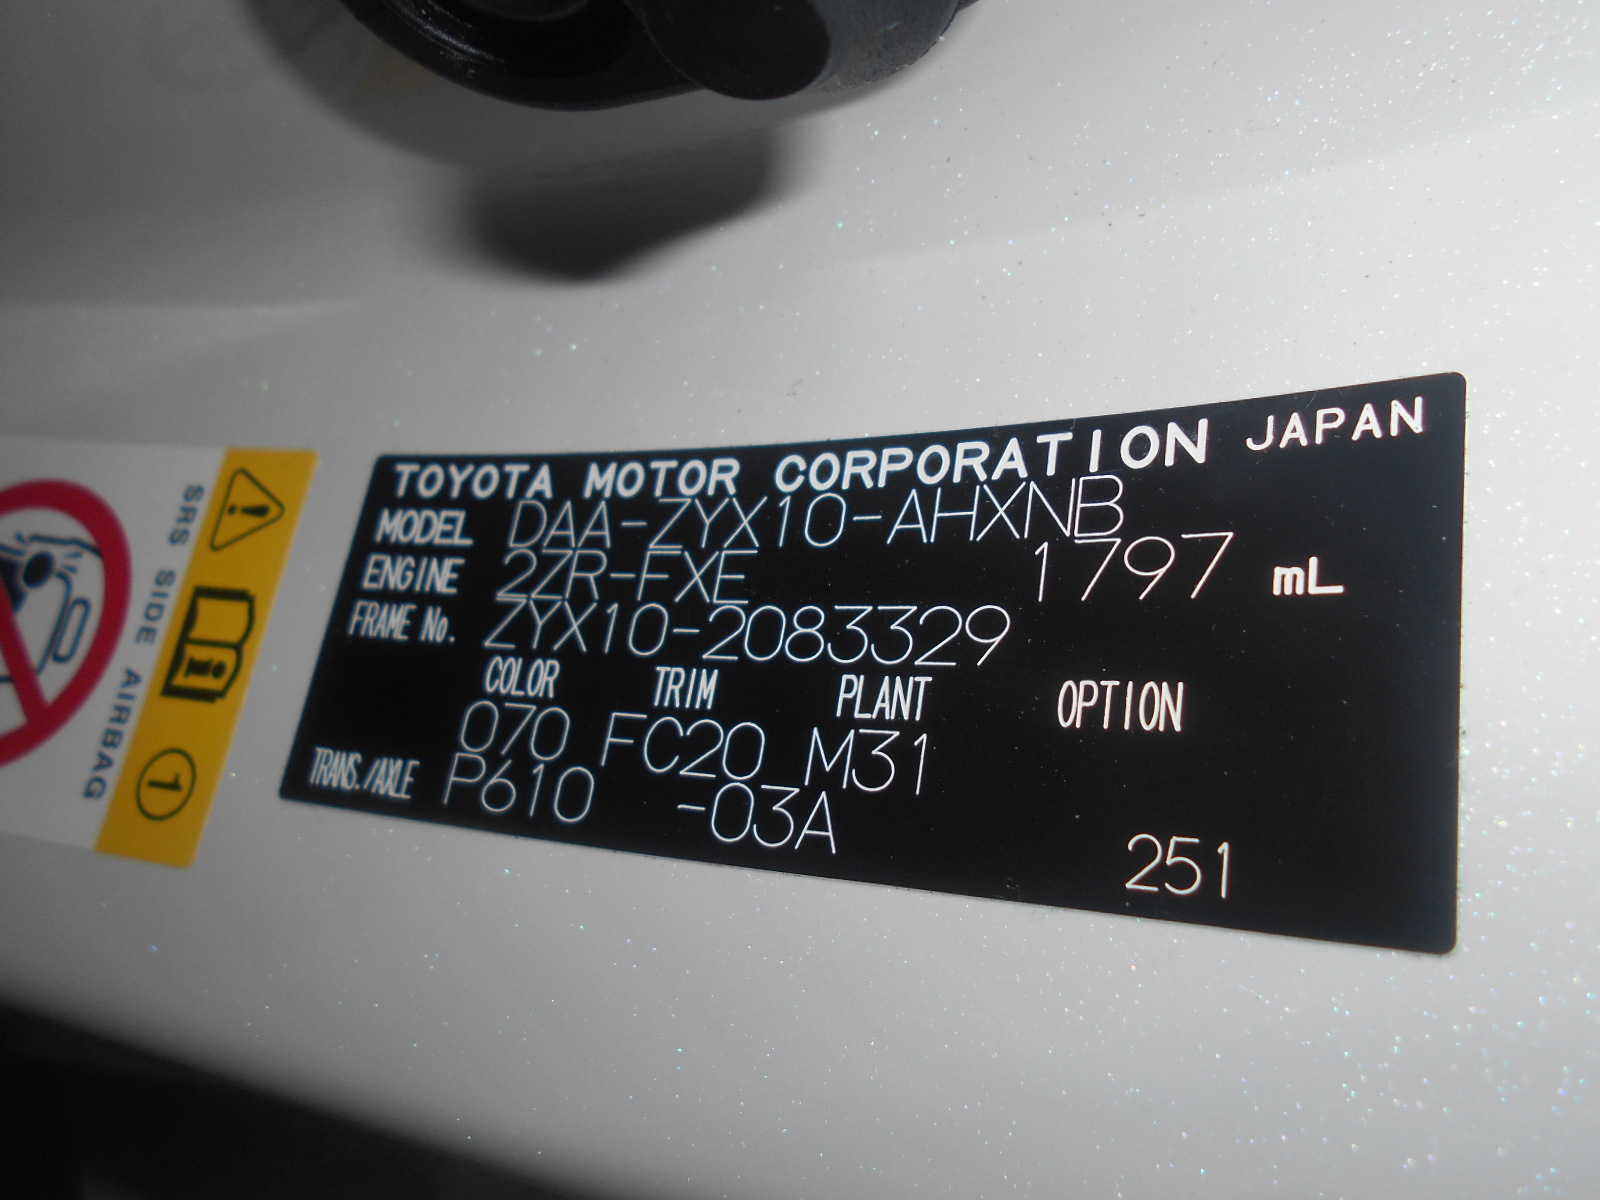 TOYOTA MOTOR CORPORATION JAPAN
MODEL DAA-ZYX10-AHXNB
ENGINE 2ZR-FXE 1797 mL
FRAME No. ZYX10-2083329
COLOR TRIM PLANT OPTION
070 FC20 M31
TRANS./AXLE P610 -03A
251
SRS SIDE AIRBAG
1